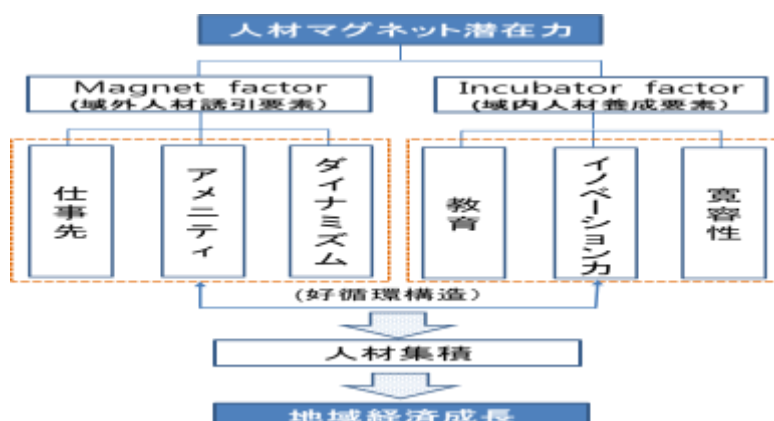 人材マグネット潜在力
Magnet factor
(域外人材誘引要素)
Incubator factor
(域内人材養成要素)
仕事先
アメニティ
ダイナミズム
教育
イノベーション力
寛容性
(好循環構造)
人材集積
地域経済成長